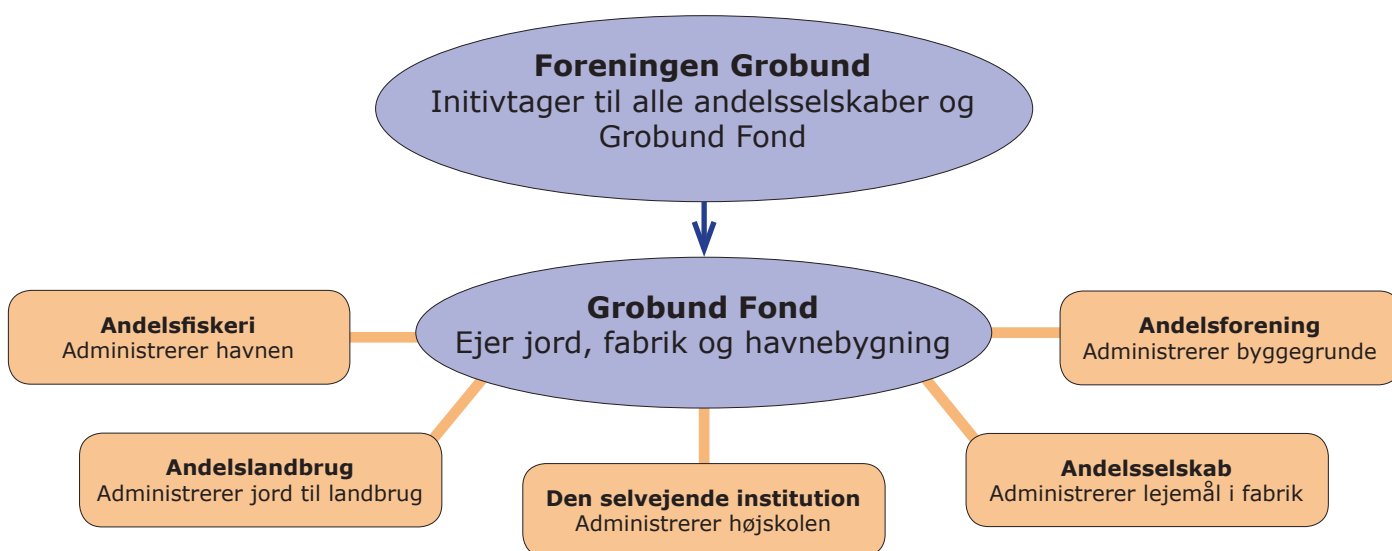 Foreningen Grobund
Initivtager til alle andelsselskaber og
Grobund Fond
Grobund Fond
Ejer jord, fabrik og havnebygning
Andelsfiskeri
Administrerer havnen
Andelsforening
Administrerer byggegrunde
Andelslandbrug
Administrerer jord til landbrug
Den selvejende institution
Administrerer højskolen
Andelsselskab
Administrerer lejemål i fabrik